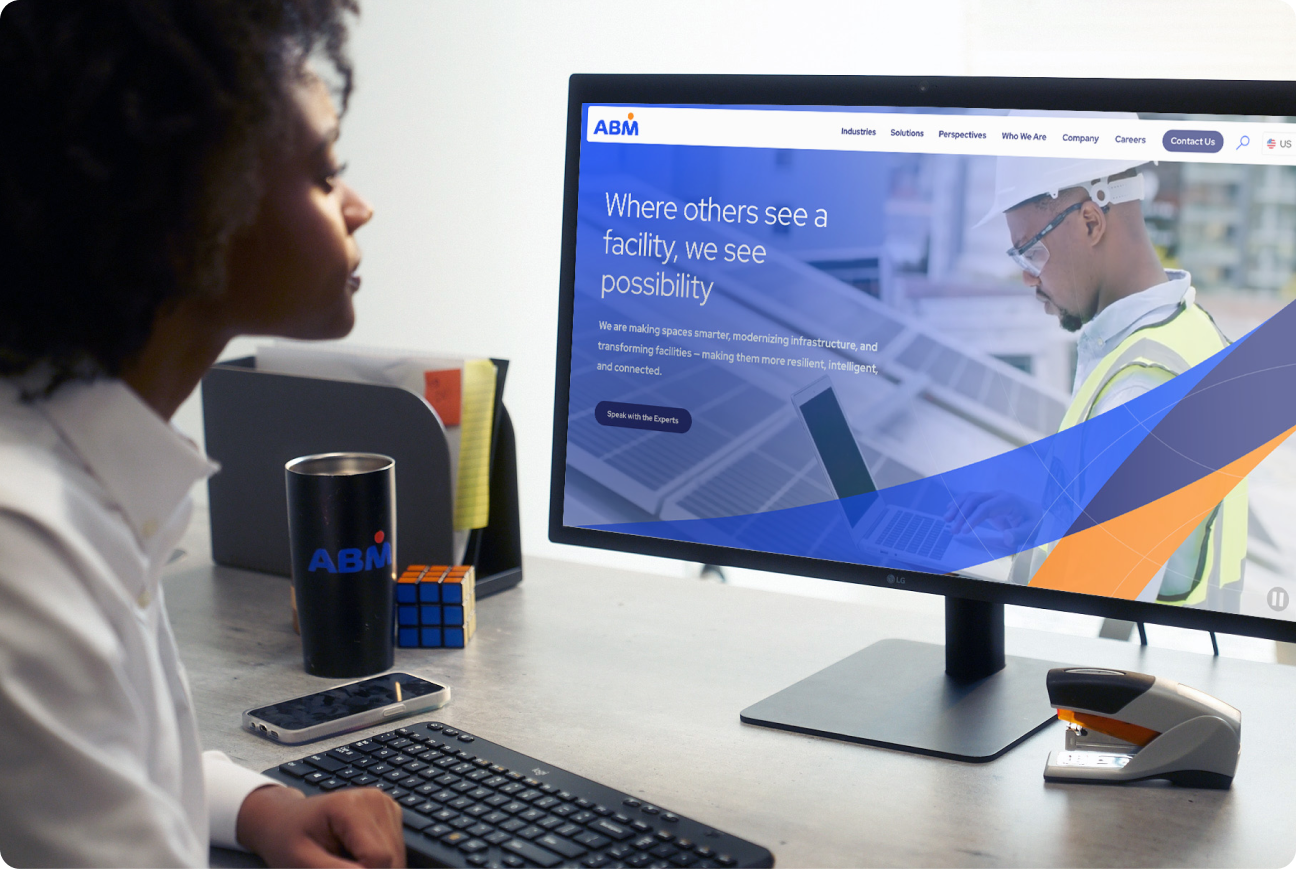 ABM
Industries
Solutions
Perspectives
Who We Are
Company
Careers
Contact Us
US
Where others see a
facility, we see
possibility
We are making spaces smarter, modernizing infrastructure, and
transforming facilities – making them more resilient, intelligent,
and connected.
Speak with the Experts
ABM
LG
logi